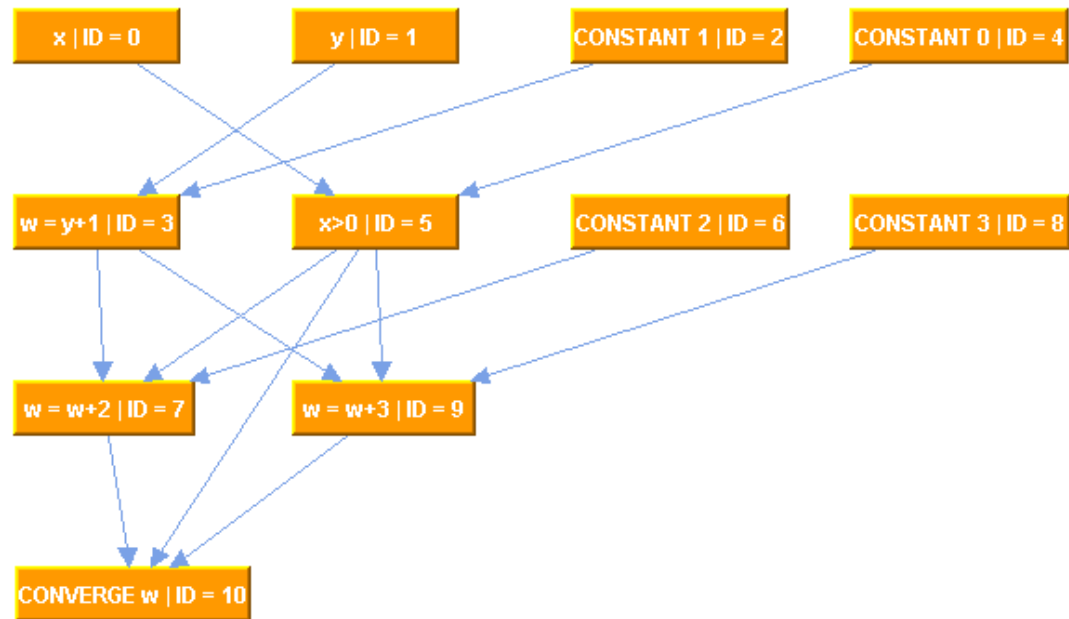 x | ID = 0
y | ID = 1
CONSTANT 1 | ID = 2
CONSTANT 0 | ID = 4
w = y+1 | ID = 3
x>0 | ID = 5
CONSTANT 2 | ID = 6
CONSTANT 3 | ID = 8
w = w+2 | ID = 7
w = w+3 | ID = 9
CONVERGE w | ID = 10